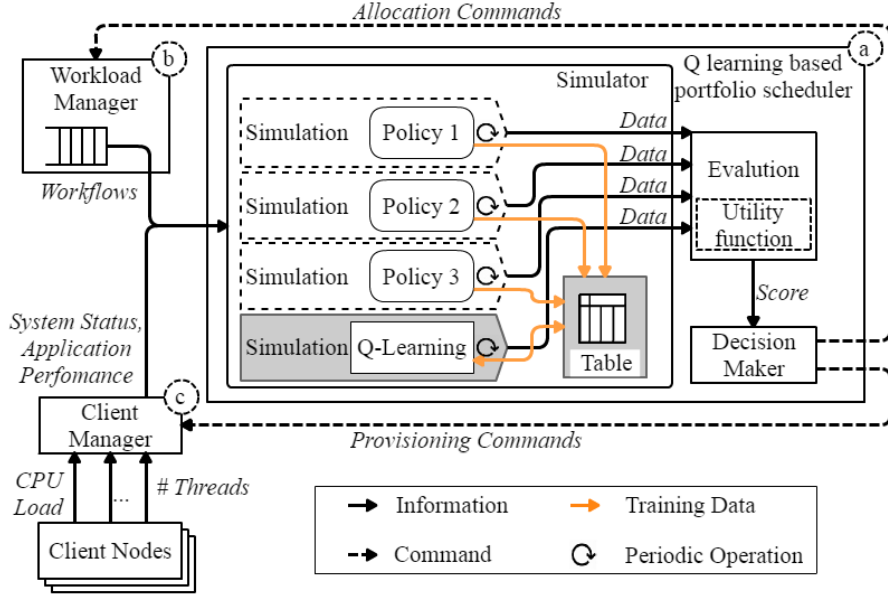 Allocation Commands
b
a
Workload
Manager
Q learning based
portfolio scheduler
Simulator
Simulation
Policy 1
Data
Evalution
Workflows
Simulation
Policy 2
Data
Data
Utility
function
Simulation
Policy 3
Data
Score
System Status,
Application
Perfomance
Simulation
Q-Learning
Table
Decision
Maker
c
Client
Manager
Provisioning Commands
CPU
Load
...
# Threads
Client Nodes
Information
Training Data
Command
Periodic Operation